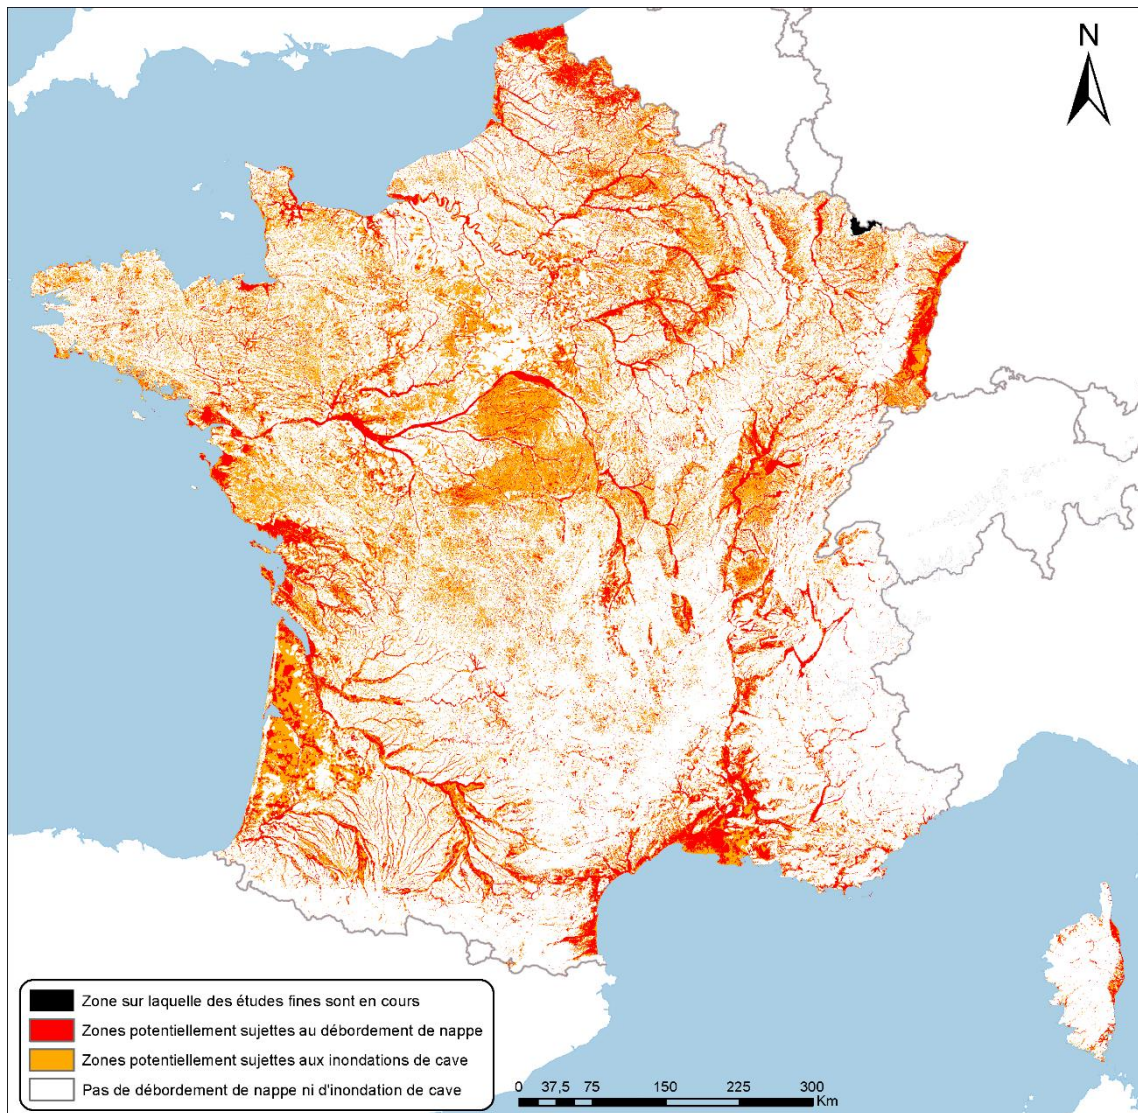 N
Zone sur laquelle des études fines sont en cours
Zones potentiellement sujettes au débordement de nappe
Zones potentiellement sujettes aux inondations de cave
Pas de débordement de nappe ni d'inondation de cave
0 37,5 75 150 225 300
Km